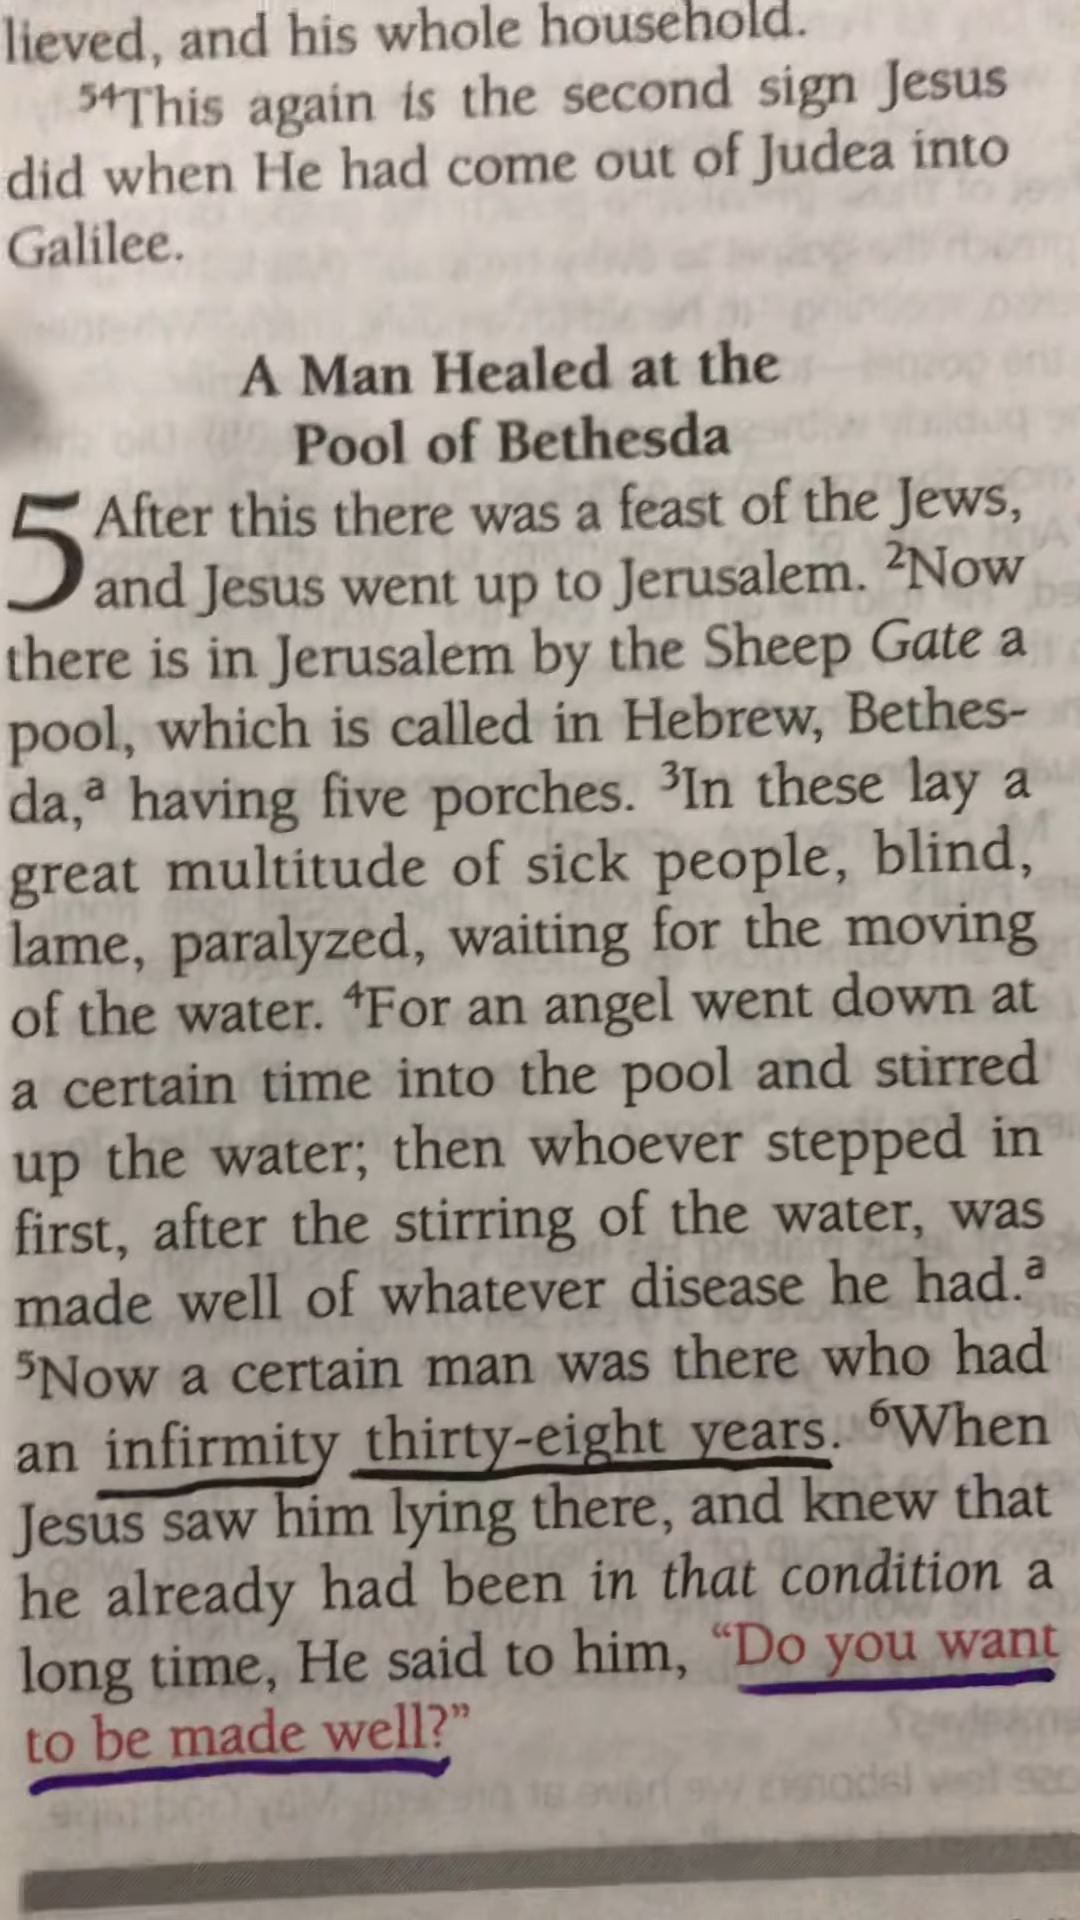 lieved, and his whole household.
54This again is the second sign Jesus
did when He had come out of Judea into
Galilee.
A Man Healed at the
Pool of Bethesda
5 After this there was a feast of the Jews,
and Jesus went up to Jerusalem. 2Now
there is in Jerusalem by the Sheep Gate a
pool, which is called in Hebrew, Bethes-
da,a having five porches. 3In these lay a
great multitude of sick people, blind,
lame, paralyzed, waiting for the moving
of the water. 4For an angel went down at
a certain time into the pool and stirred
up the water; then whoever stepped in
first, after the stirring of the water, was
made well of whatever disease he had.a
5Now a certain man was there who had
an infirmity thirty-eight years. 6When
Jesus saw him lying there, and knew that
he already had been in that condition a
long time, He said to him, “Do you want
to be made well?”